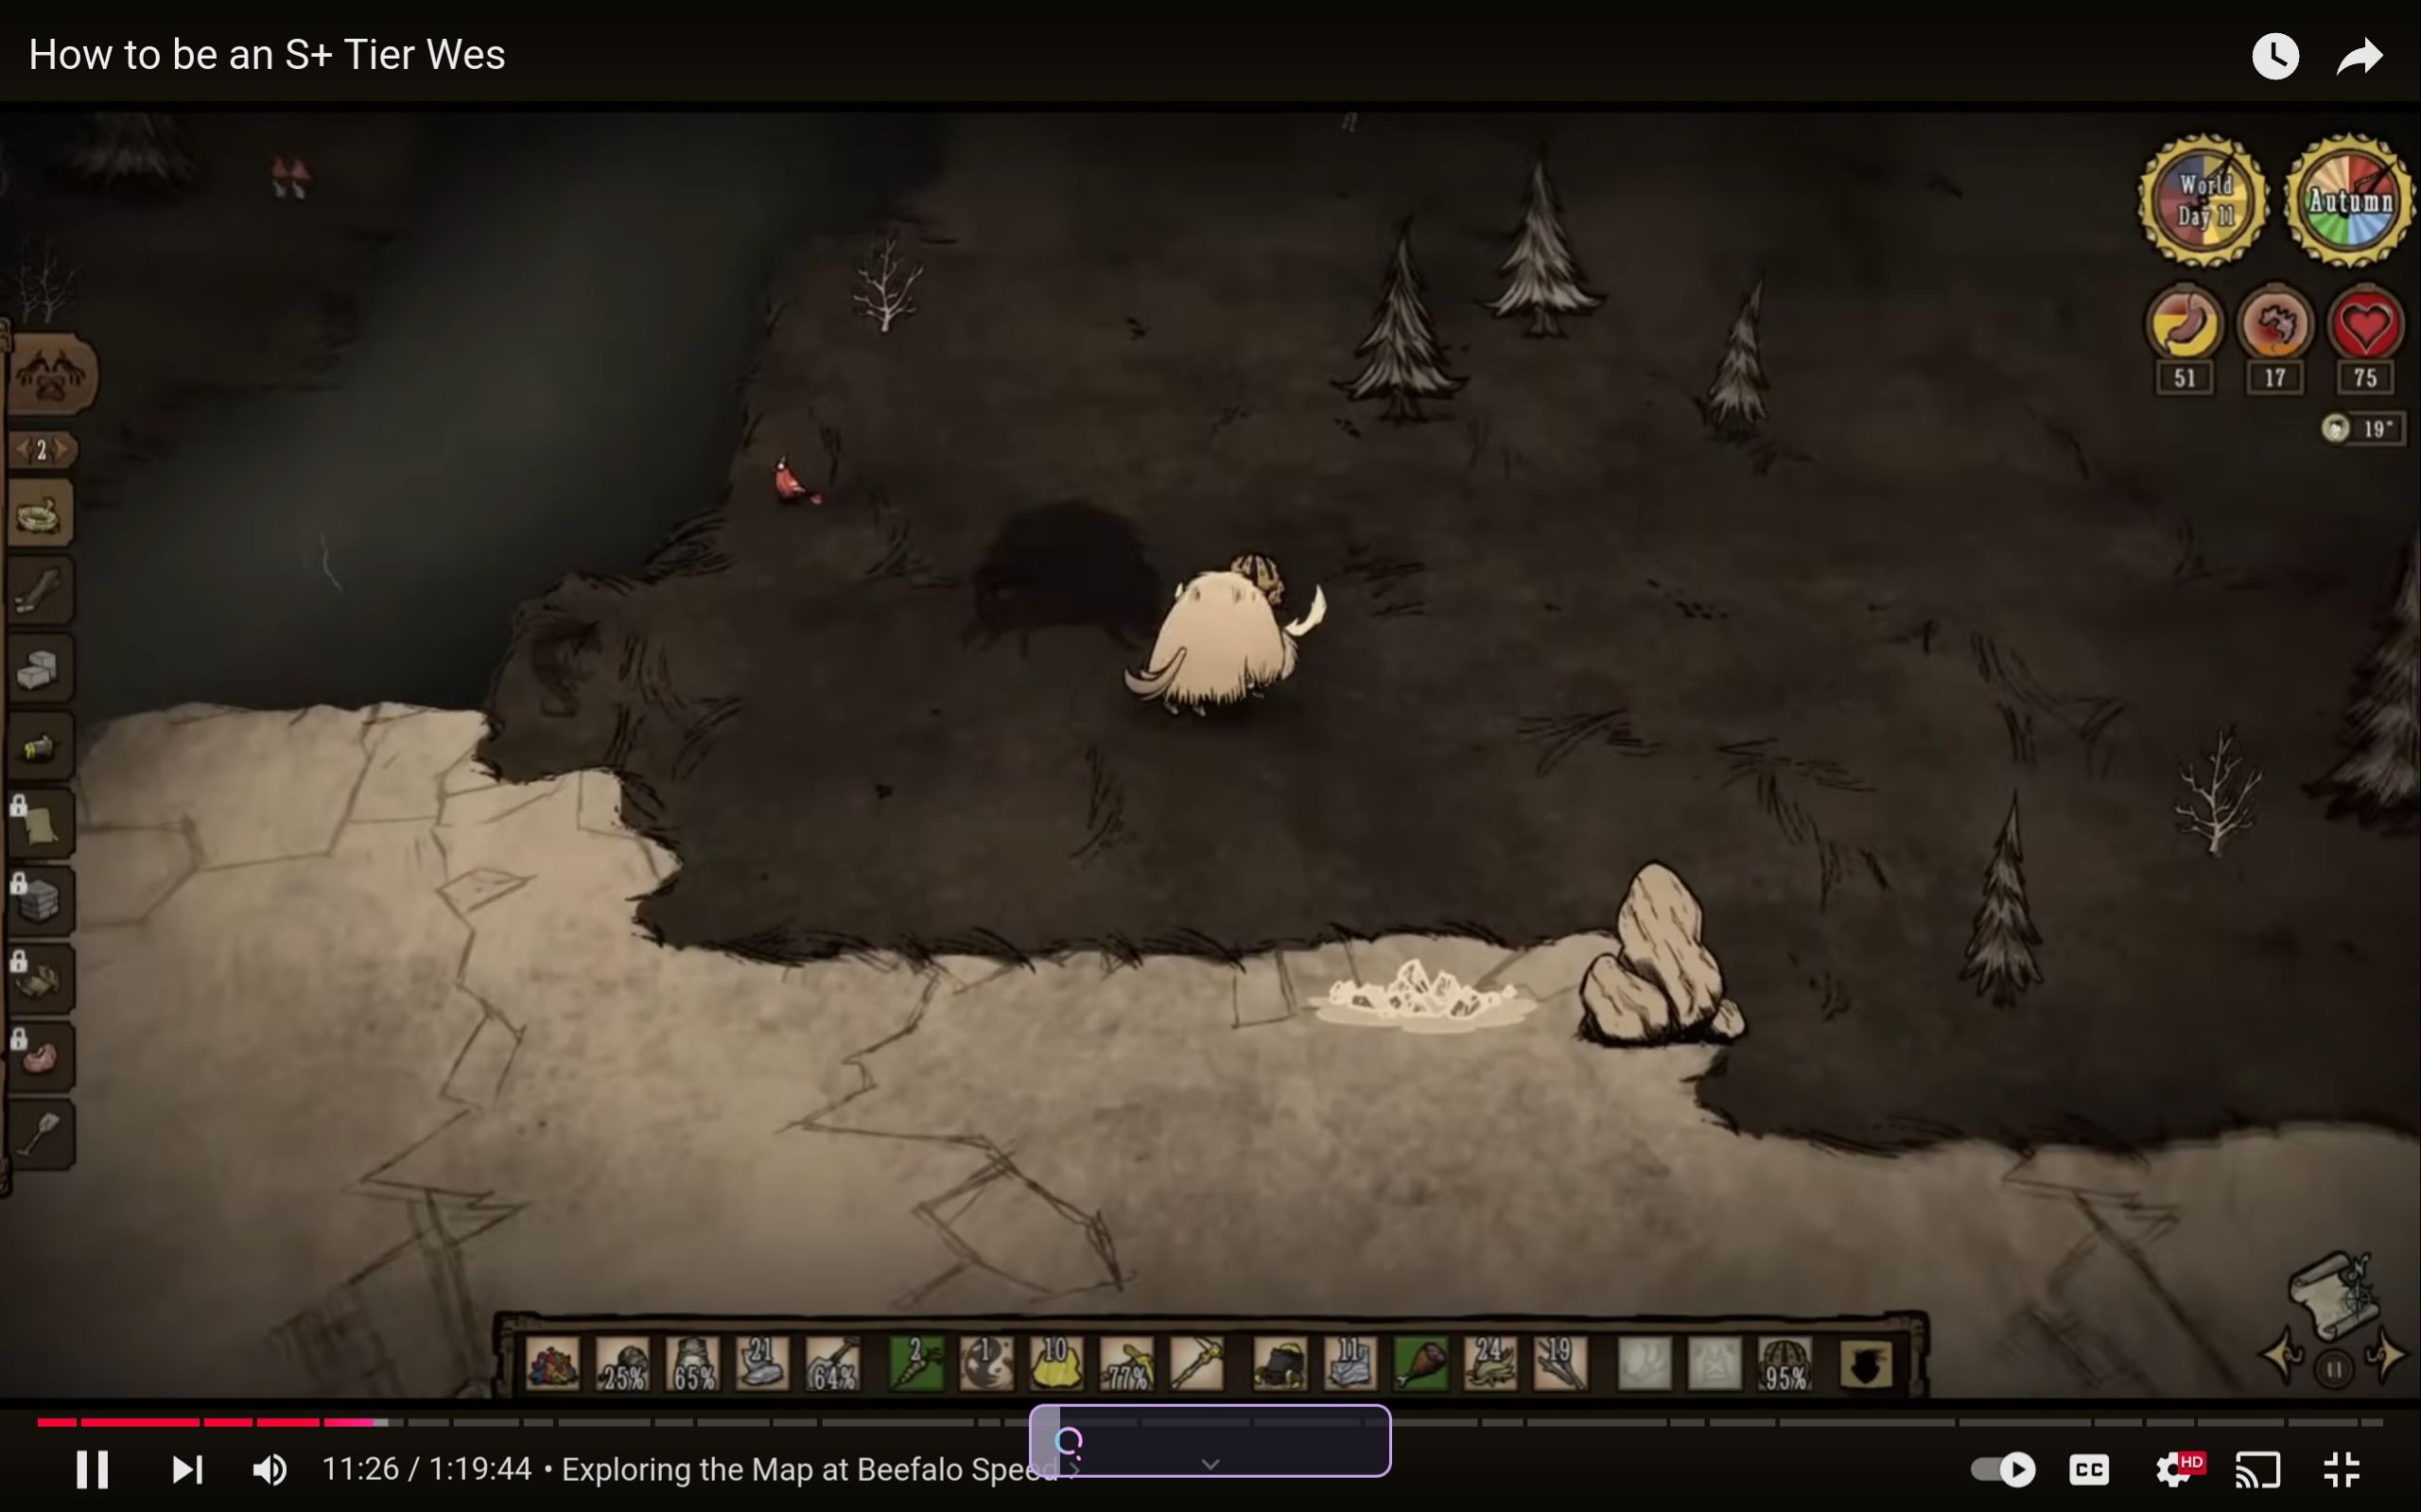 How to be an S+ Tier Wes
World
Day 11
Autumn
51
17
75
19°
2
25%
65%
21
64%
2
1
10
77%
11
24
19
95%
N
11:26 / 1:19:44 • Exploring the Map at Beefalo Speed
CC
HD